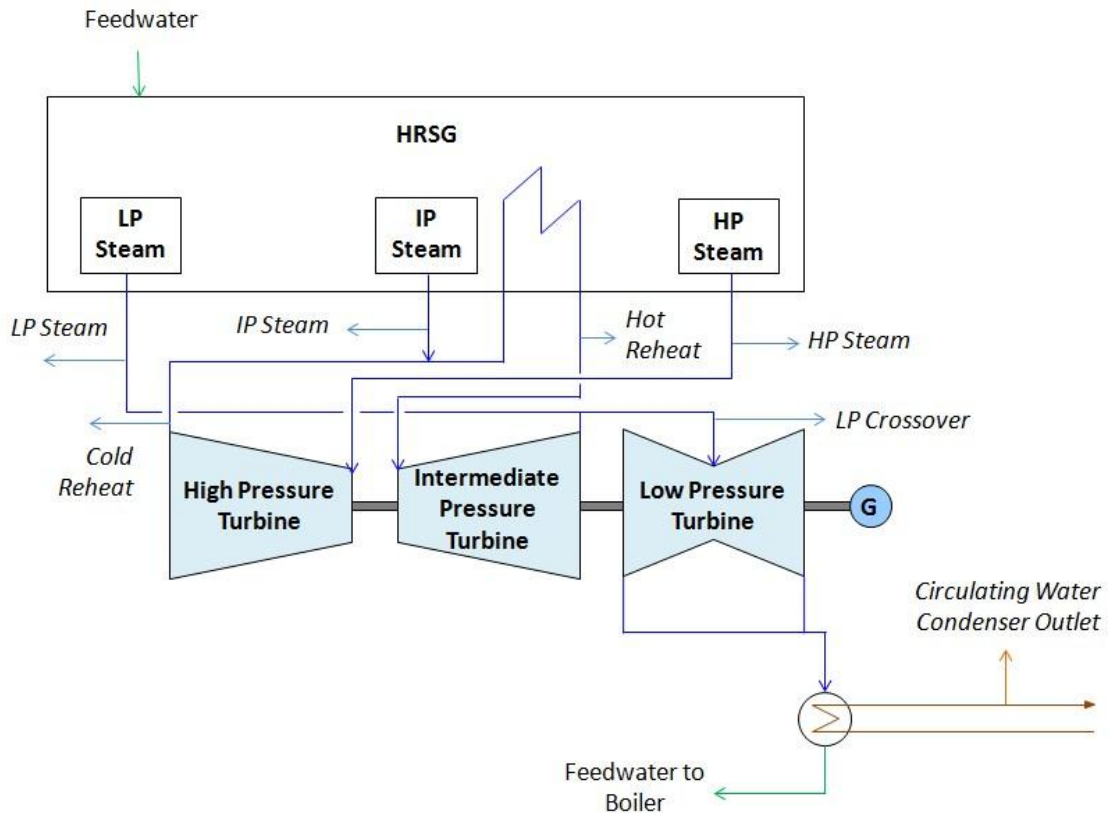 Feedwater
HRSG
LP
Steam
IP
Steam
HP
Steam
LP Steam
IP Steam
Hot
Reheat
HP Steam
Cold
Reheat
LP Crossover
High Pressure
Turbine
Intermediate
Pressure
Turbine
Low Pressure
Turbine
G
Circulating Water
Condenser Outlet
Feedwater to
Boiler